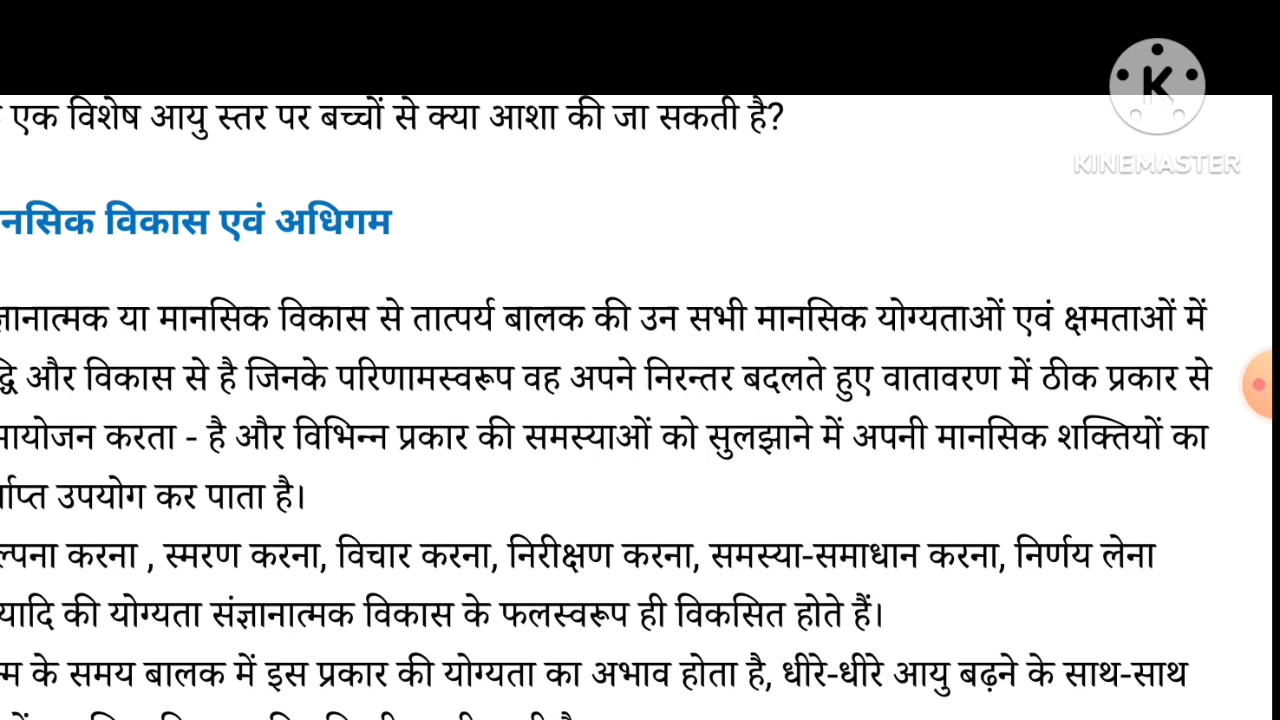 एक विशेष आयु स्तर पर बच्चों से क्या आशा की जा सकती है?
KINEMASTER
नसिक विकास एवं अधिगम
ज्ञानात्मक या मानसिक विकास से तात्पर्य बालक की उन सभी मानसिक योग्यताओं एवं क्षमताओं में
द्धि और विकास से है जिनके परिणामस्वरूप वह अपने निरन्तर बदलते हुए वातावरण में ठीक प्रकार से
मायोजन करता - है और विभिन्न प्रकार की समस्याओं को सुलझाने में अपनी मानसिक शक्तियों का
र्याप्त उपयोग कर पाता है।
ल्पना करना , स्मरण करना, विचार करना, निरीक्षण करना, समस्या-समाधान करना, निर्णय लेना
यादि की योग्यता संज्ञानात्मक विकास के फलस्वरूप ही विकसित होते हैं।
न्म के समय बालक में इस प्रकार की योग्यता का अभाव होता है, धीरे-धीरे आयु बढ़ने के साथ-साथ